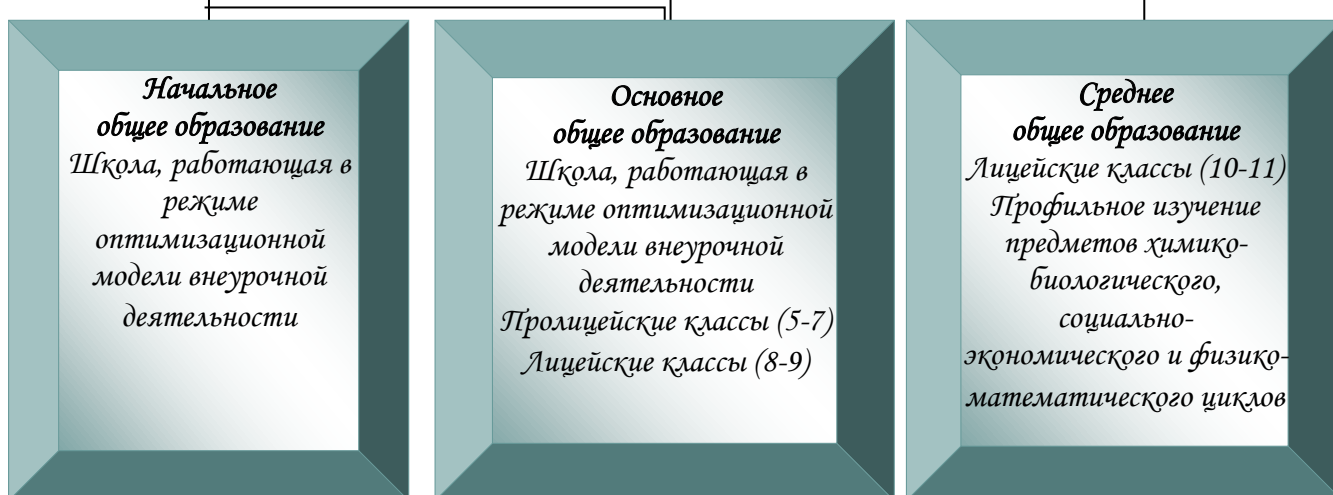 Начальное
общее образование
Школа, работающая в
режиме
оптимизационной
модели внеурочной
деятельности
Основное
общее образование
Школа, работающая в
режиме оптимизационной
модели внеурочной
деятельности
Пролицейские классы (5-7)
Лицейские классы (8-9)
Среднее
общее образование
Лицейские классы (10-11)
Профильное изучение
предметов химико-
биологического,
социально-
экономического и физико-
математического циклов